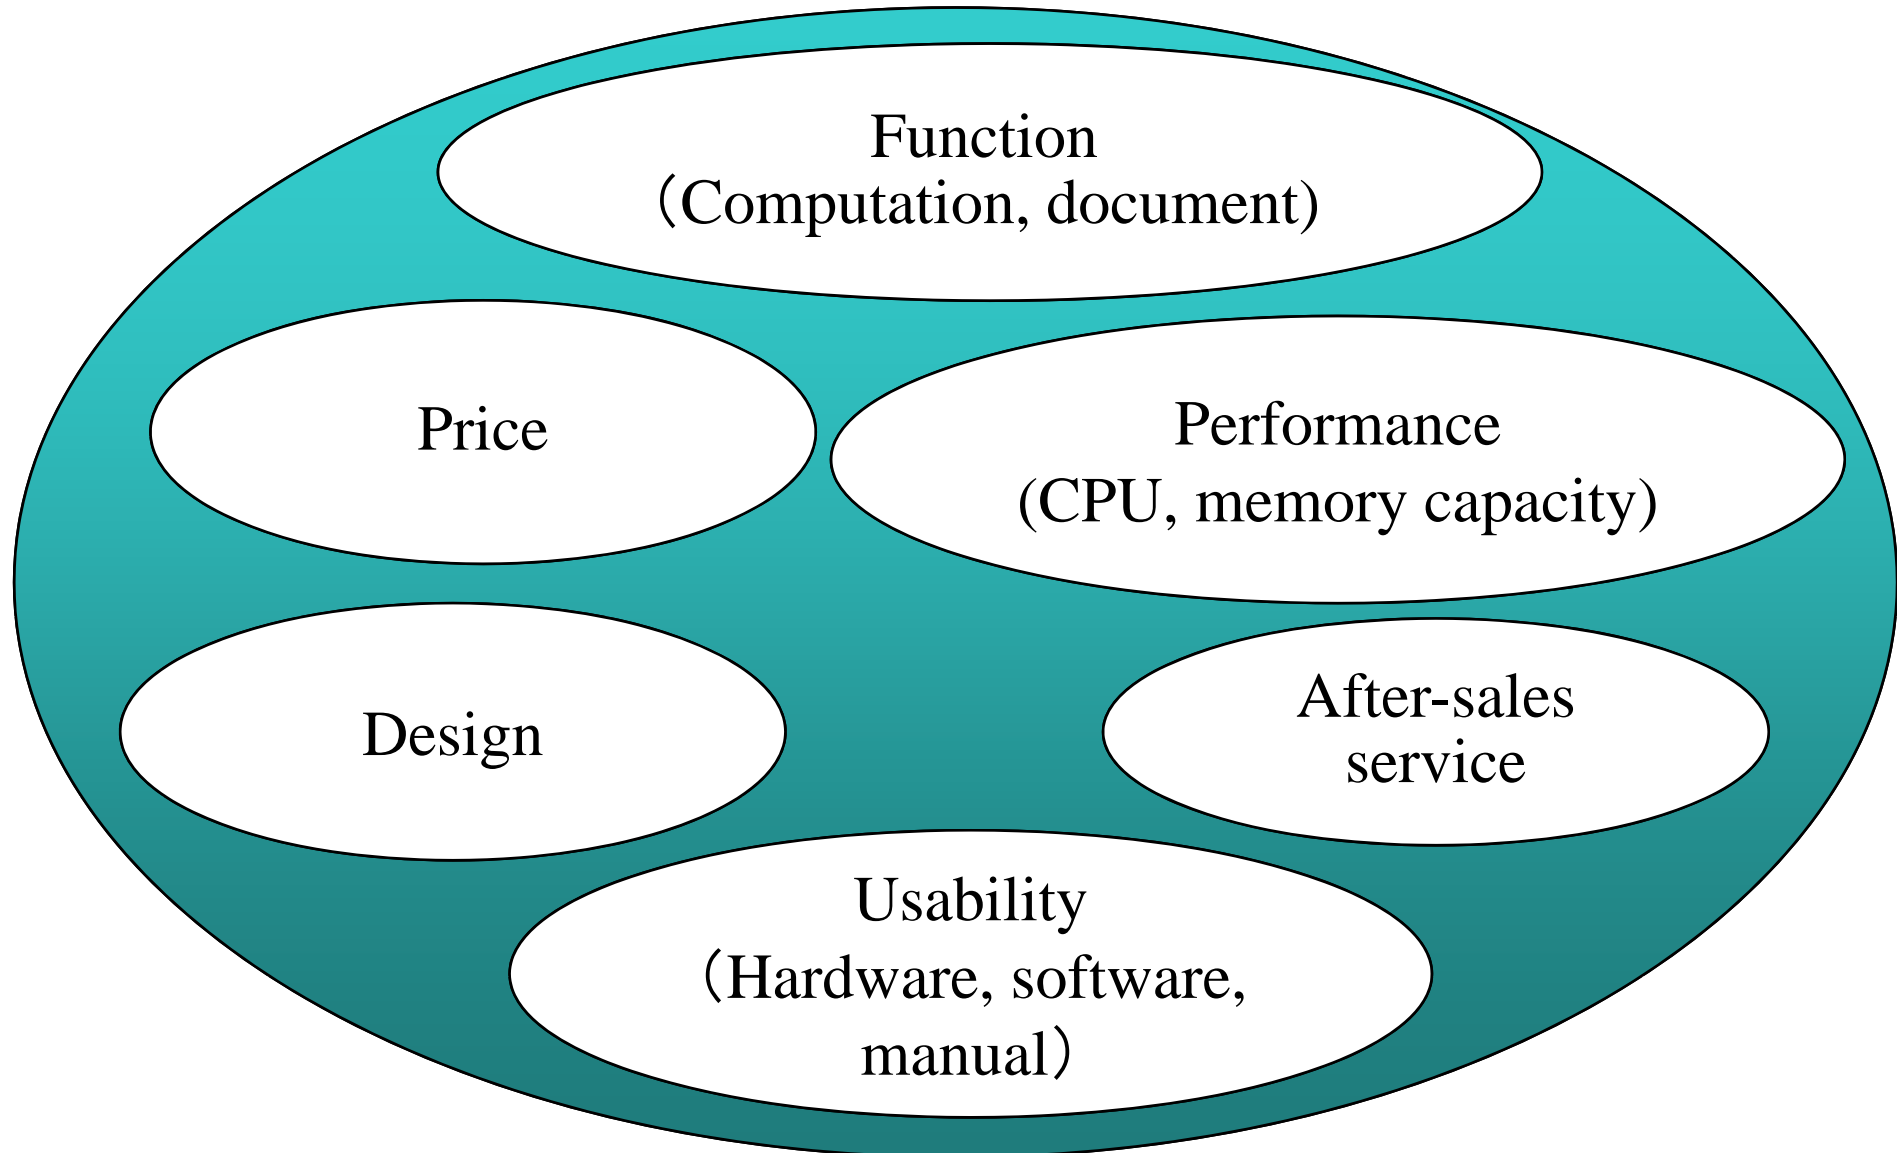 Function
（Computation, document)
Price
Performance
(CPU, memory capacity)
Design
After-sales
service
Usability
（Hardware, software,
manual）